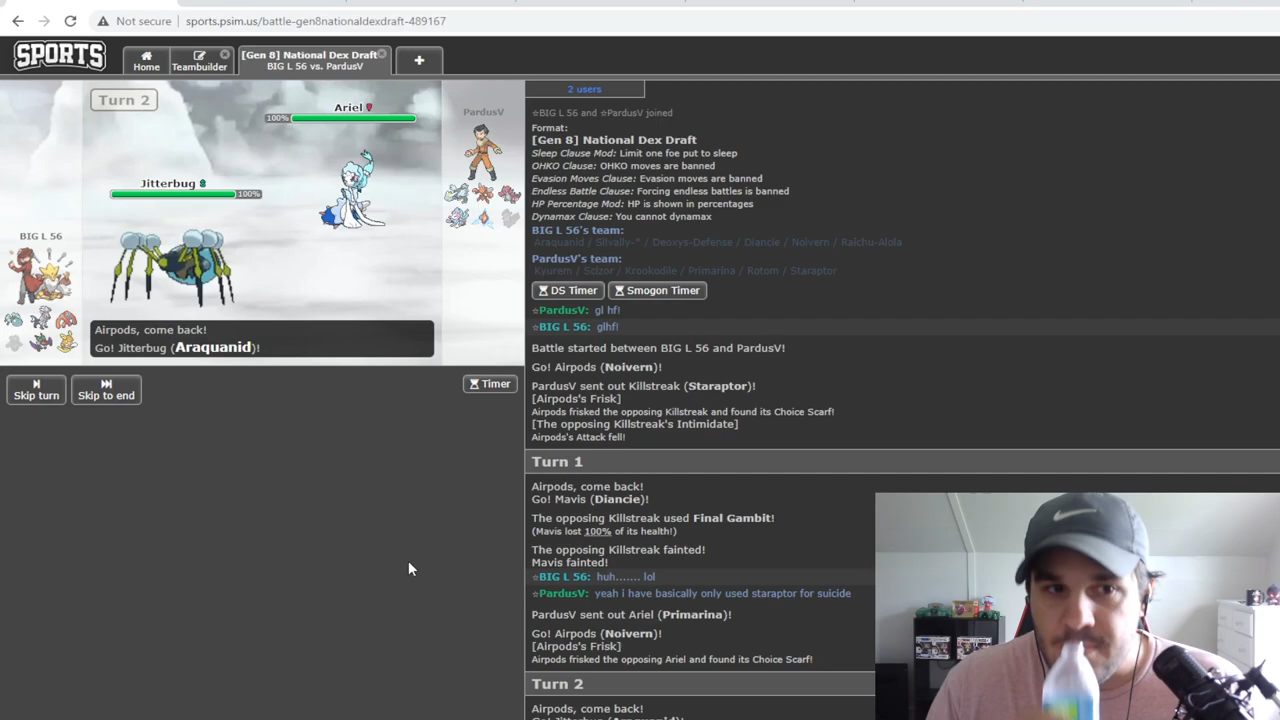 Not secure
sports.psim.us/battle-gen8nationaldexdraft-489167
SPORTS
Home
Teambuilder
[Gen 8] National Dex Draft
BIG L 56 vs. PardusV
+
Turn 2
Ariel
100%
Jitterbug
100%
BIG L 56
PardusV
Airpods, come back!
Go! Jitterbug (Araquanid)!
Skip turn
Skip to end
Timer
2 users
☆BIG L 56 and ☆PardusV joined
Format:
[Gen 8] National Dex Draft
Sleep Clause Mod: Limit one foe put to sleep
OHKO Clause: OHKO moves are banned
Evasion Moves Clause: Evasion moves are banned
Endless Battle Clause: Forcing endless battles is banned
HP Percentage Mod: HP is shown in percentages
Dynamax Clause: You cannot dynamax
BIG L 56's team:
Araquanid / Silvally-* / Deoxys-Defense / Diancie / Noivern / Raichu-Alola
PardusV's team:
Kyurem / Scizor / Krookodile / Primarina / Rotom / Staraptor
DS Timer
Smogon Timer
☆PardusV: gl hf!
☆BIG L 56: glhf!
Battle started between BIG L 56 and PardusV!
Go! Airpods (Noivern)!
PardusV sent out Killstreak (Staraptor)!
[Airpods's Frisk]
Airpods frisked the opposing Killstreak and found its Choice Scarf!
[The opposing Killstreak's Intimidate]
Airpods's Attack fell!
Turn 1
Airpods, come back!
Go! Mavis (Diancie)!
The opposing Killstreak used Final Gambit!
(Mavis lost 100% of its health!)
The opposing Killstreak fainted!
Mavis fainted!
☆BIG L 56: huh....... lol
☆PardusV: yeah i have basically only used staraptor for suicide
PardusV sent out Ariel (Primarina)!
Go! Airpods (Noivern)!
[Airpods's Frisk]
Airpods frisked the opposing Ariel and found its Choice Scarf!
Turn 2
Airpods, come back!
Go! Jitterbug (Araquanid)!